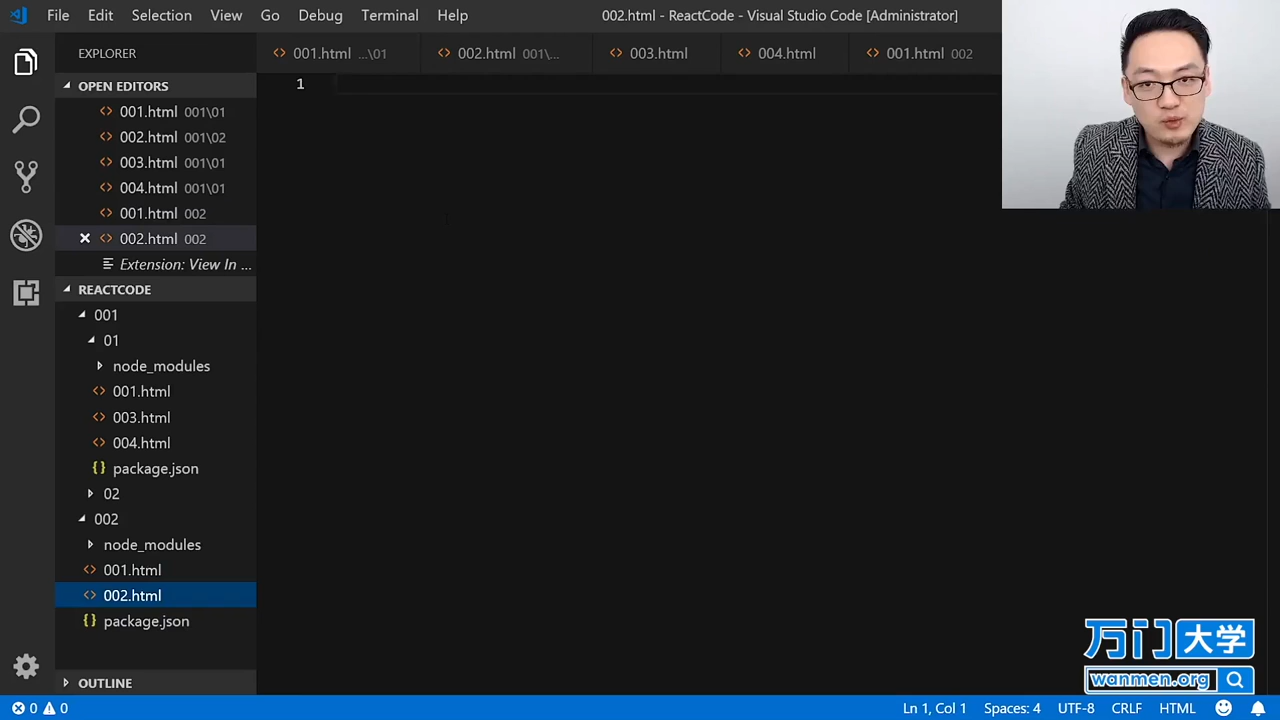 File Edit Selection View Go Debug Terminal Help 002.html - ReactCode - Visual Studio Code [Administrator]
EXPLORER
001.html ...\01 002.html 001\... 003.html 004.html 001.html 002
OPEN EDITORS
001.html 001\01
002.html 001\02
003.html 001\01
004.html 001\01
001.html 002
002.html 002
Extension: View In ...
REACTCODE
001
01
node_modules
001.html
003.html
004.html
package.json
02
002
node_modules
001.html
002.html
package.json
OUTLINE
1
万门大学
wanmen.org
0 0 Ln 1, Col 1 Spaces: 4 UTF-8 CRLF HTML